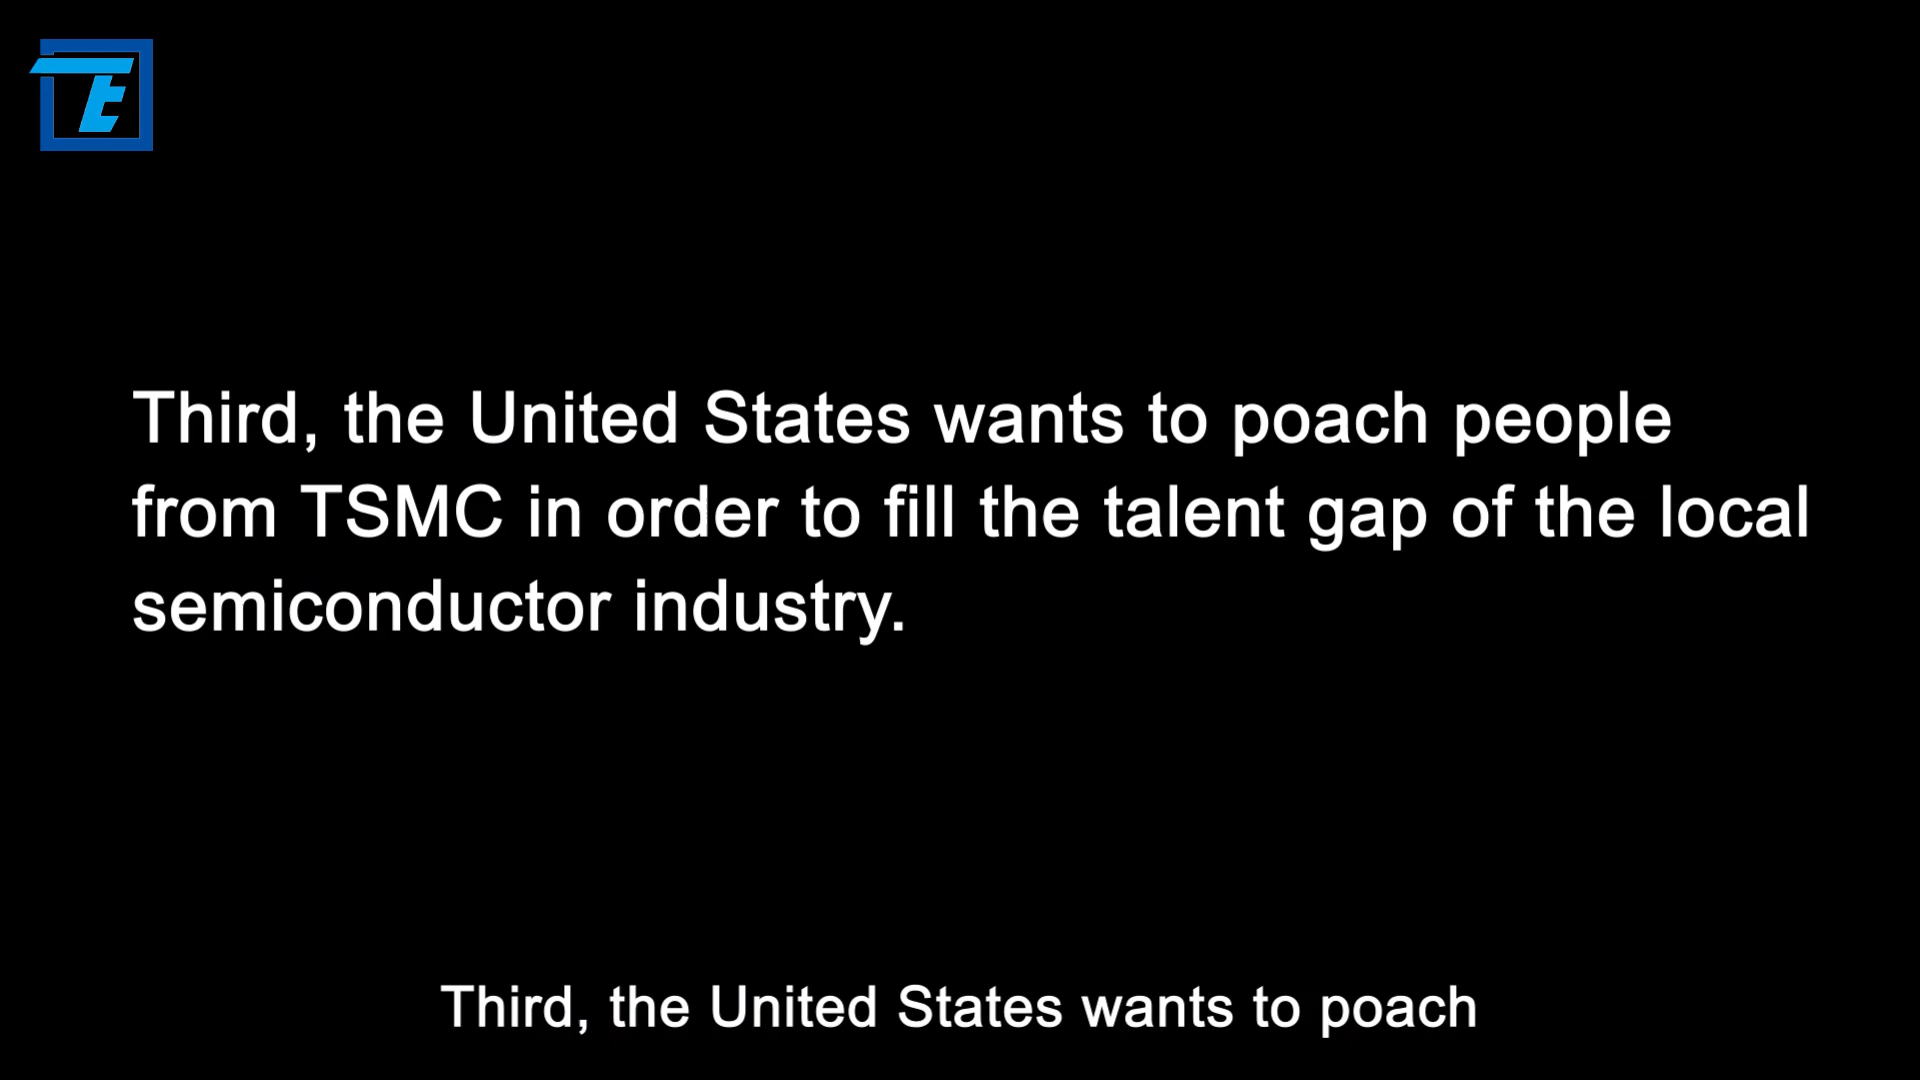 TE
Third, the United States wants to poach people
from TSMC in order to fill the talent gap of the local
semiconductor industry.
Third, the United States wants to poach